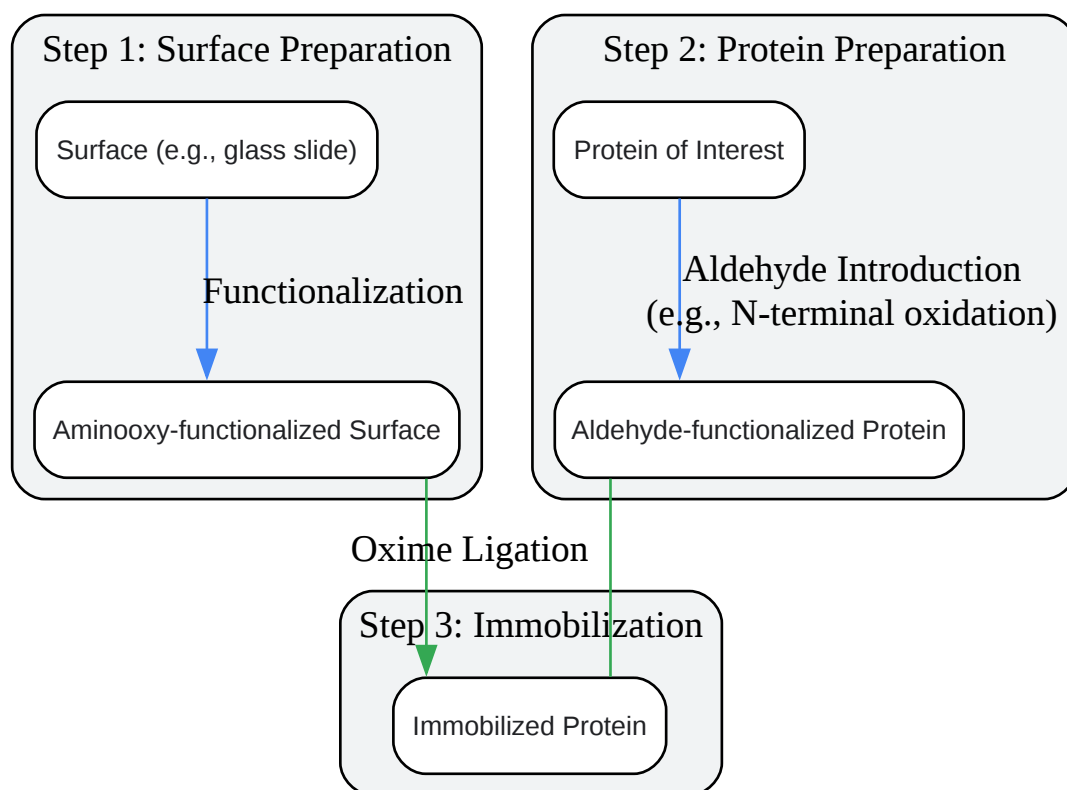 Step 1: Surface Preparation
Surface (e.g., glass slide)
Functionalization
Aminooxy-functionalized Surface
Step 2: Protein Preparation
Protein of Interest
Aldehyde Introduction
(e.g., N-terminal oxidation)
Aldehyde-functionalized Protein
Oxime Ligation
Step 3: Immobilization
Immobilized Protein